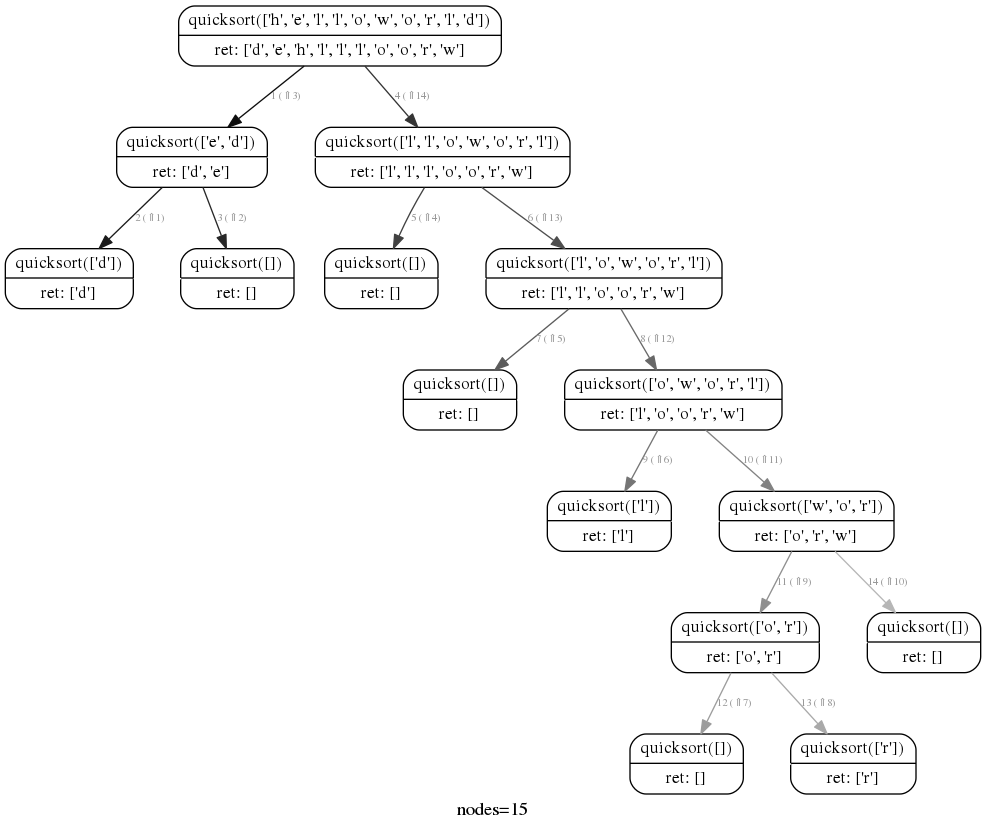 quicksort(['h', 'e', 'l', 'l', 'o', 'w', 'o', 'r', 'l', 'd'])
ret: ['d', 'e', 'h', 'l', 'l', 'l', 'o', 'o', 'r', 'w']
1 (⇑3)
4 (⇑14)
quicksort(['e', 'd'])
ret: ['d', 'e']
quicksort(['l', 'l', 'o', 'w', 'o', 'r', 'l'])
ret: ['l', 'l', 'l', 'o', 'o', 'r', 'w']
2 (⇑1)
3 (⇑2)
5 (⇑4)
6 (⇑13)
quicksort(['d'])
ret: ['d']
quicksort([])
ret: []
quicksort([])
ret: []
quicksort(['l', 'o', 'w', 'o', 'r', 'l'])
ret: ['l', 'l', 'o', 'o', 'r', 'w']
7 (⇑5)
8 (⇑12)
quicksort([])
ret: []
quicksort(['o', 'w', 'o', 'r', 'l'])
ret: ['l', 'o', 'o', 'r', 'w']
9 (⇑6)
10 (⇑11)
quicksort(['l'])
ret: ['l']
quicksort(['w', 'o', 'r'])
ret: ['o', 'r', 'w']
11 (⇑9)
14 (⇑10)
quicksort(['o', 'r'])
ret: ['o', 'r']
quicksort([])
ret: []
12 (⇑7)
13 (⇑8)
quicksort([])
ret: []
quicksort(['r'])
ret: ['r']
nodes=15